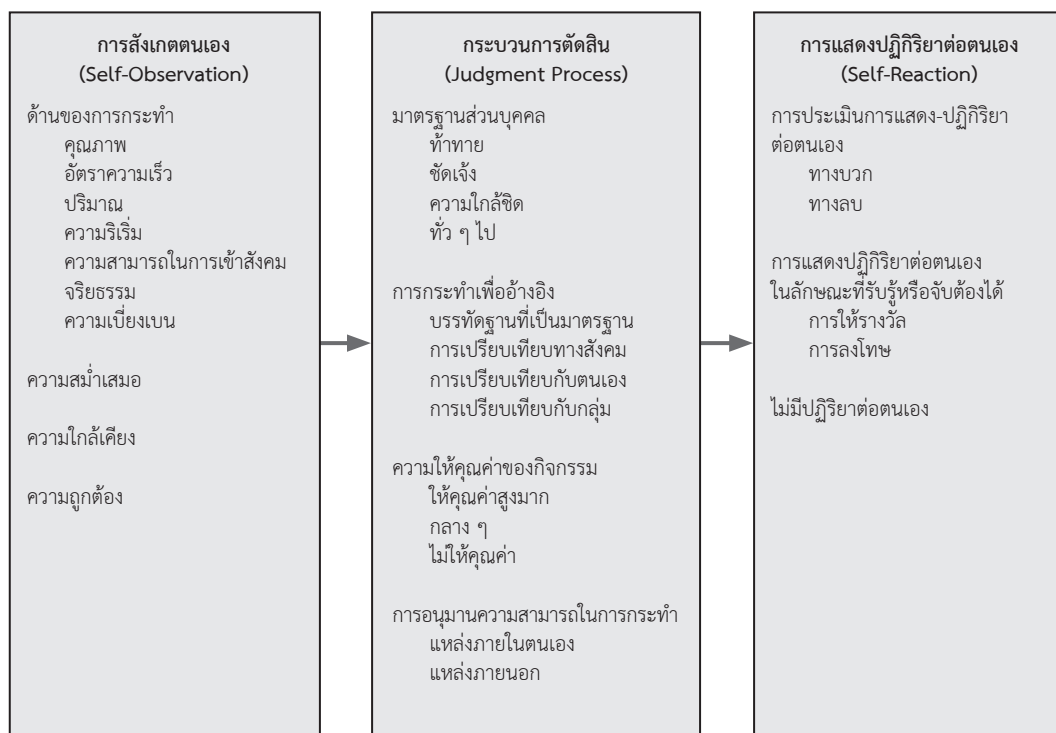 การสังเกตตนเอง
(Self-Observation)
ด้านของการกระทำ
คุณภาพ
อัตราความเร็ว
ปริมาณ
ความริเริ่ม
ความสามารถในการเข้าสังคม
จริยธรรม
ความเบี่ยงเบน
ความสม่ำเสมอ
ความใกล้เคียง
ความถูกต้อง
กระบวนการตัดสิน
(Judgment Process)
มาตรฐานส่วนบุคคล
ท้าทาย
ชัดเจ้ง
ความใกล้ชิด
ทั่ว ๆ ไป
การกระทำเพื่ออ้างอิง
บรรทัดฐานที่เป็นมาตรฐาน
การเปรียบเทียบทางสังคม
การเปรียบเทียบกับตนเอง
การเปรียบเทียบกับกลุ่ม
ความให้คุณค่าของกิจกรรม
ให้คุณค่าสูงมาก
กลาง ๆ
ไม่ให้คุณค่า
การอนุมานความสามารถในการกระทำ
แหล่งภายในตนเอง
แหล่งภายนอก
การแสดงปฏิกิริยาต่อตนเอง
(Self-Reaction)
การประเมินการแสดง-ปฏิกิริยา
ต่อตนเอง
ทางบวก
ทางลบ
การแสดงปฏิกิริยาต่อตนเอง
ในลักษณะที่รับรู้หรือจับต้องได้
การให้รางวัล
การลงโทษ
ไม่มีปฏิริยาต่อตนเอง